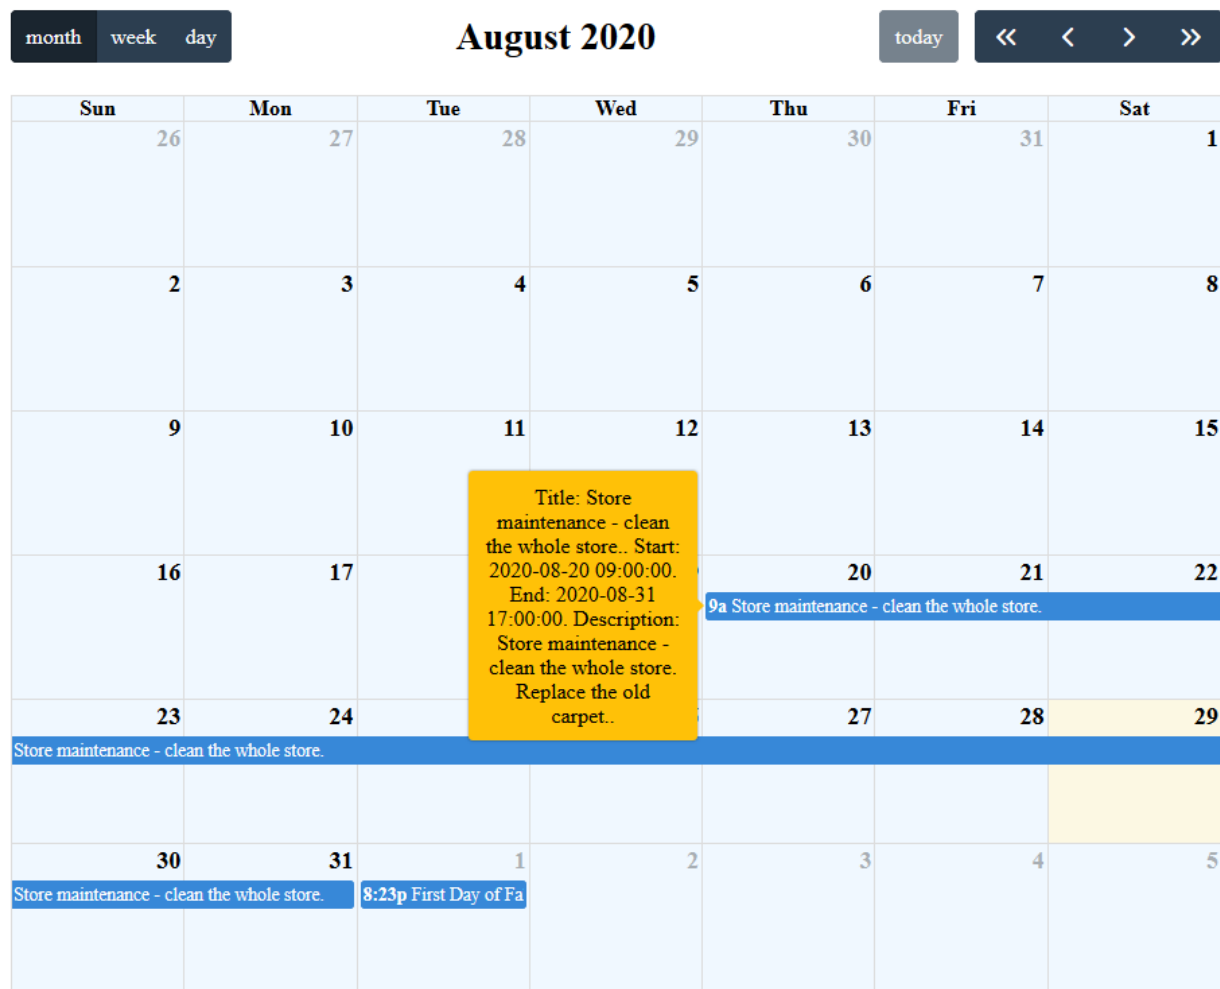 month week day August 2020 today
Sun Mon Tue Wed Thu Fri Sat
26 27 28 29 30 31 1
2 3 4 5 6 7 8
9 10 11 12 13 14 15
Title: Store
maintenance - clean
the whole store.. Start:
2020-08-20 09:00:00.
End: 2020-08-31
17:00:00. Description:
Store maintenance -
clean the whole store.
Replace the old
carpet..
16 17 20 21 22
9a Store maintenance - clean the whole store.
23 24 27 28 29
Store maintenance - clean the whole store.
30 31 1 2 3 4 5
Store maintenance - clean the whole store. 8:23p First Day of Fa